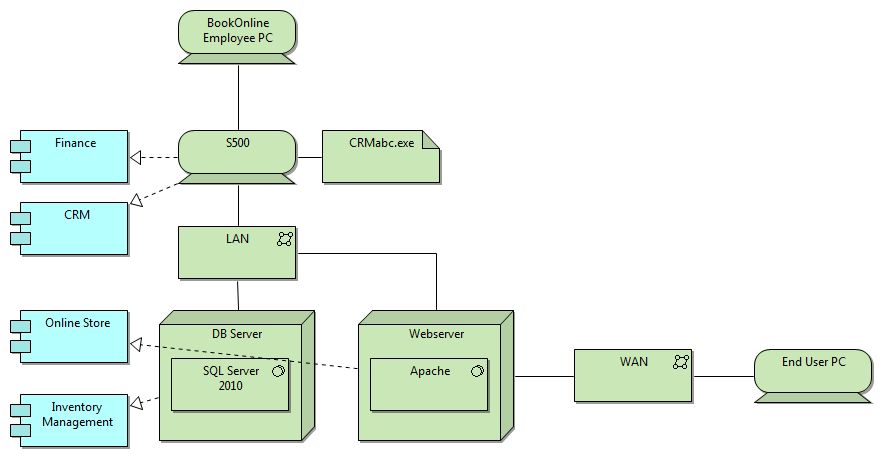 BookOnline
Employee PC
Finance
S500
CRMabc.exe
CRM
LAN
Online Store
DB Server
Webserver
SQL Server
2010
Apache
WAN
End User PC
Inventory
Management